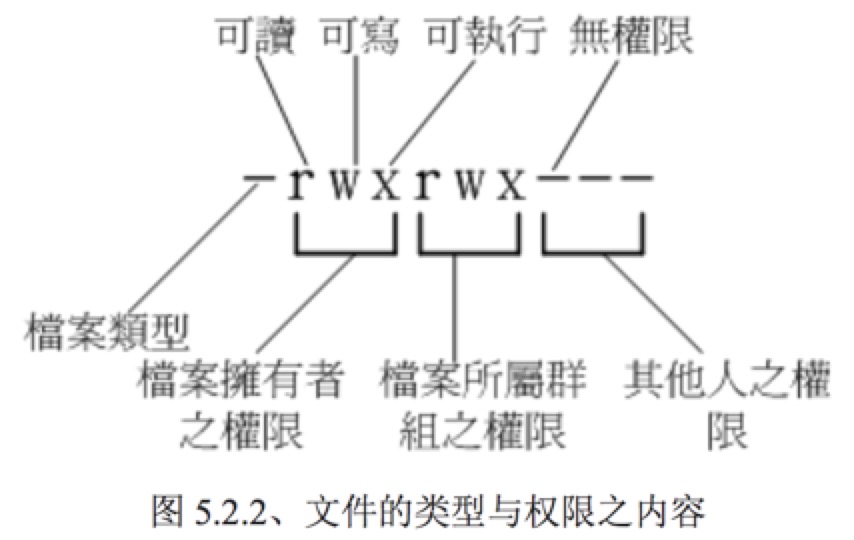 可讀 可寫 可執行 無權限
-rwxrwx---
檔案類型
檔案擁有者
之權限
檔案所屬群
組之權限
其他人之權
限
图 5.2.2、文件的类型与权限之内容